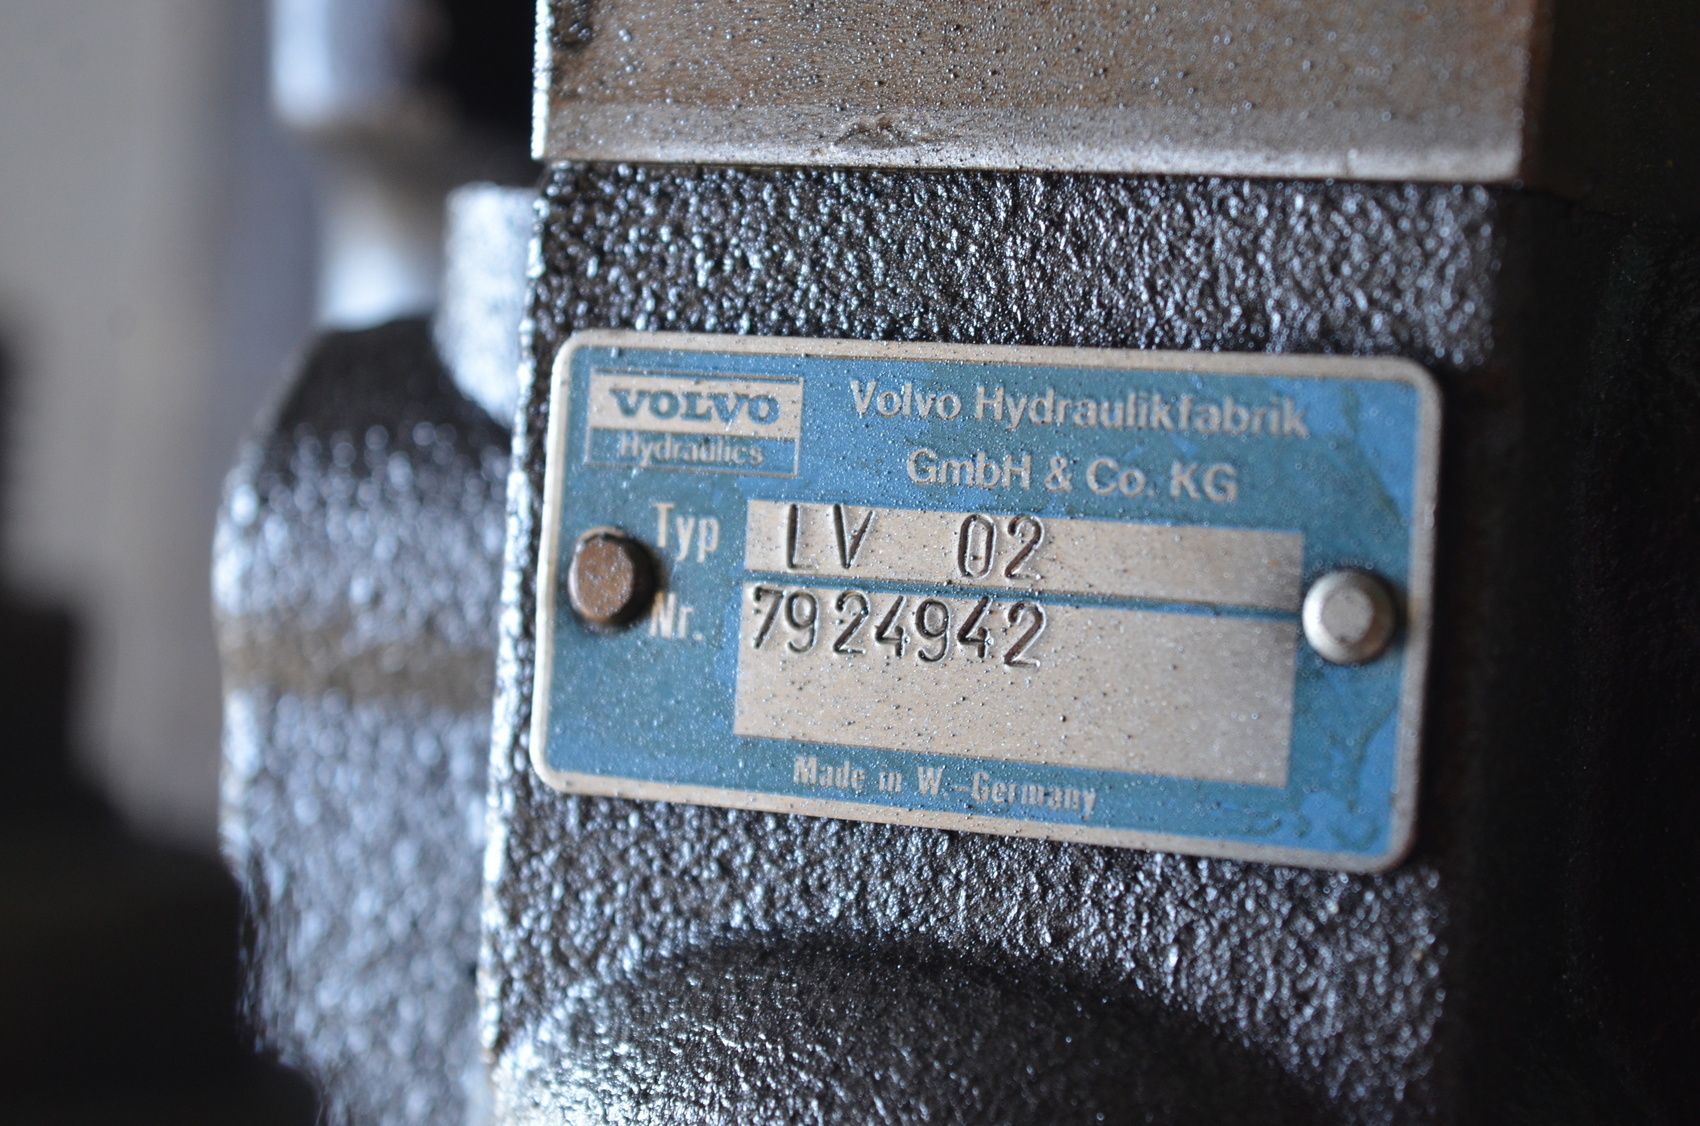 VOLVO
Hydraulics
Volvo Hydraulikfabrik
GmbH & Co. KG
Typ LV 02
Nr. 7924942
Made in W.-Germany